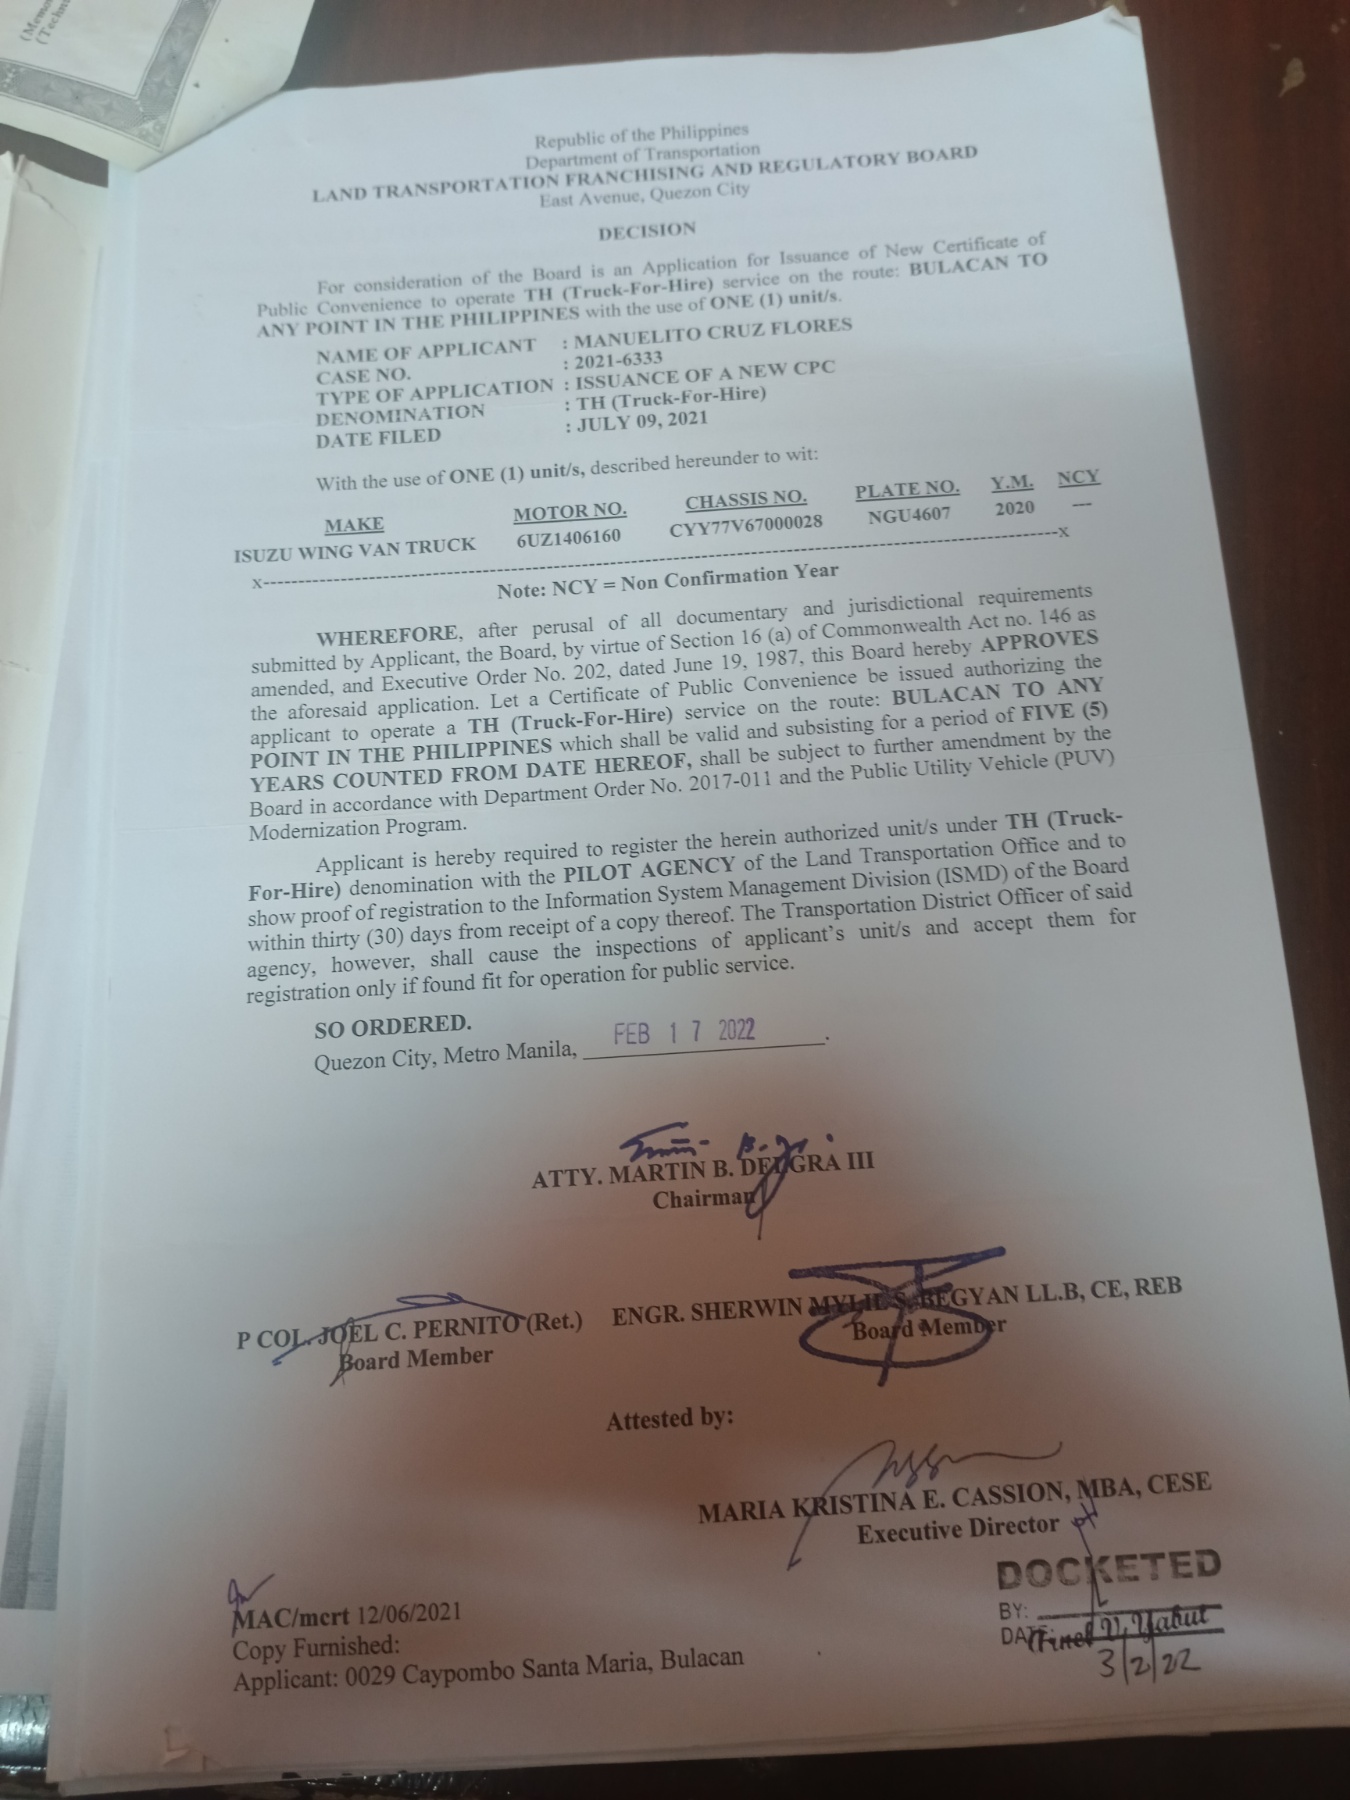 (Memo
(Techn
Republic of the Philippines
Department of Transportation
LAND TRANSPORTATION FRANCHISING AND REGULATORY BOARD
East Avenue, Quezon City
DECISION
For consideration of the Board is an Application for Issuance of New Certificate of
Public Convenience to operate TH (Truck-For-Hire) service on the route: BULACAN TO
ANY POINT IN THE PHILIPPINES with the use of ONE (1) unit/s.
NAME OF APPLICANT : MANUELITO CRUZ FLORES
CASE NO. : 2021-6333
TYPE OF APPLICATION : ISSUANCE OF A NEW CPC
DENOMINATION : TH (Truck-For-Hire)
DATE FILED : JULY 09, 2021
With the use of ONE (1) unit/s, described hereunder to wit:
MAKE MOTOR NO. CHASSIS NO. PLATE NO. Y.M. NCY
ISUZU WING VAN TRUCK 6UZ1406160 CYY77V67000028 NGU4607 2020 ---
x------------------------------------------------------------------------------------------x
Note: NCY = Non Confirmation Year
WHEREFORE, after perusal of all documentary and jurisdictional requirements
submitted by Applicant, the Board, by virtue of Section 16 (a) of Commonwealth Act no. 146 as
amended, and Executive Order No. 202, dated June 19, 1987, this Board hereby APPROVES
the aforesaid application. Let a Certificate of Public Convenience be issued authorizing the
applicant to operate a TH (Truck-For-Hire) service on the route: BULACAN TO ANY
POINT IN THE PHILIPPINES which shall be valid and subsisting for a period of FIVE (5)
YEARS COUNTED FROM DATE HEREOF, shall be subject to further amendment by the
Board in accordance with Department Order No. 2017-011 and the Public Utility Vehicle (PUV)
Modernization Program.
Applicant is hereby required to register the herein authorized unit/s under TH (Truck-
For-Hire) denomination with the PILOT AGENCY of the Land Transportation Office and to
show proof of registration to the Information System Management Division (ISMD) of the Board
within thirty (30) days from receipt of a copy thereof. The Transportation District Officer of said
agency, however, shall cause the inspections of applicant's unit/s and accept them for
registration only if found fit for operation for public service.
SO ORDERED.
Quezon City, Metro Manila, FEB 17 2022.
ATTY. MARTIN B. DELGRA III
Chairman
P COL. JOEL C. PERNITO (Ret.) ENGR. SHERWIN MYLIE S. BEGYAN LL.B, CE, REB
Board Member Board Member
Attested by:
MARIA KRISTINA E. CASSION, MBA, CESE
Executive Director
DOCKETED
BY:
DATE: V. Yabut
3/2/22
MAC/mcrt 12/06/2021
Copy Furnished:
Applicant: 0029 Caypombo Santa Maria, Bulacan